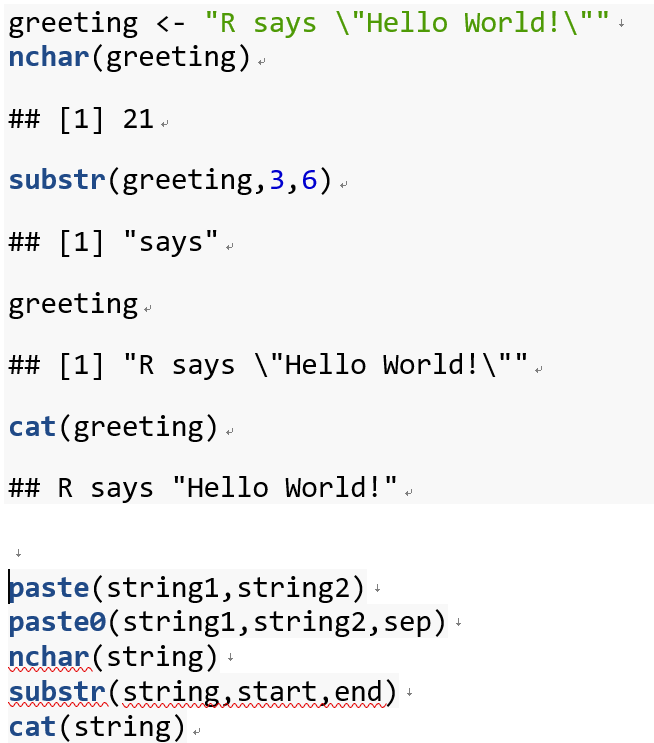 greeting <- "R says \"Hello World!\""
nchar(greeting)
## [1] 21
substr(greeting,3,6)
## [1] "says"
greeting
## [1] "R says \"Hello World!\""
cat(greeting)
## R says "Hello World!"
paste(string1,string2)
paste0(string1,string2,sep)
nchar(string)
substr(string,start,end)
cat(string)